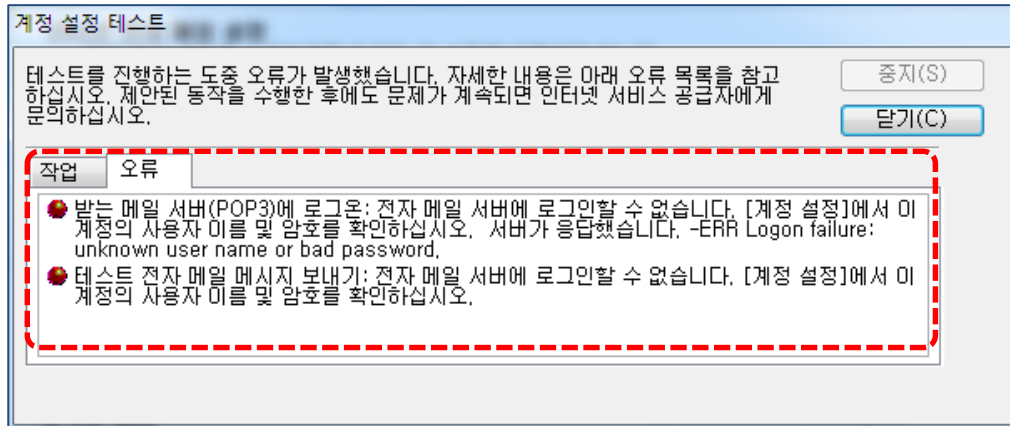 계정 설정 테스트
테스트를 진행하는 도중 오류가 발생했습니다. 자세한 내용은 아래 오류 목록을 참고
하십시오. 제안된 동작을 수행한 후에도 문제가 계속되면 인터넷 서비스 공급자에게
문의하십시오.
중지(S)
닫기(C)
작업
오류
받는 메일 서버(POP3)에 로그온: 전자 메일 서버에 로그인할 수 없습니다. [계정 설정]에서 이
계정의 사용자 이름 및 암호를 확인하십시오.  서버가 응답했습니다. -ERR Logon failure:
unknown user name or bad password.
테스트 전자 메일 메시지 보내기: 전자 메일 서버에 로그인할 수 없습니다. [계정 설정]에서 이
계정의 사용자 이름 및 암호를 확인하십시오.